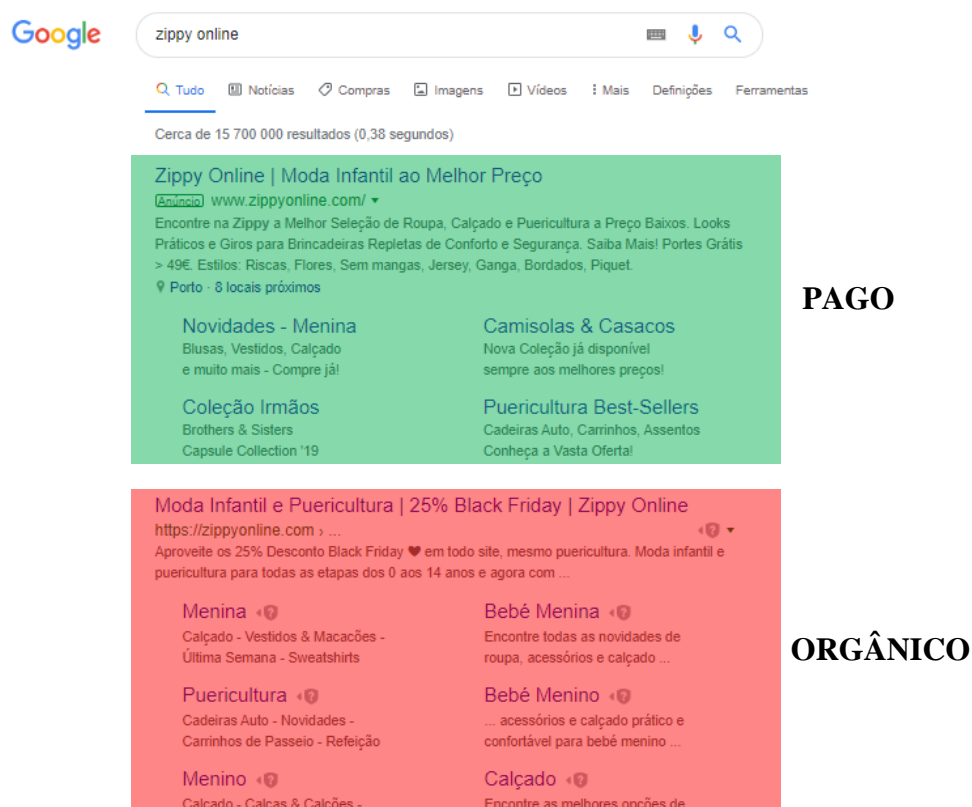 Google
zippy online
Tudo Notícias Compras Imagens Vídeos Mais Definições Ferramentas
Cerca de 15 700 000 resultados (0,38 segundos)
Zippy Online | Moda Infantil ao Melhor Preço
Anúncio www.zippyonline.com/
Encontre na Zippy a Melhor Seleção de Roupa, Calçado e Puericultura a Preço Baixos. Looks
Práticos e Giros para Brincadeiras Repletas de Conforto e Segurança. Saiba Mais! Portes Grátis
> 49€. Estilos: Riscas, Flores, Sem mangas, Jersey, Ganga, Bordados, Piquet.
Porto · 8 locais próximos
PAGO
Novidades - Menina
Blusas, Vestidos, Calçado
e muito mais - Compre já!
Camisolas & Casacos
Nova Coleção já disponível
sempre aos melhores preços!
Coleção Irmãos
Brothers & Sisters
Capsule Collection '19
Puericultura Best-Sellers
Cadeiras Auto, Carrinhos, Assentos
Conheça a Vasta Oferta!
Moda Infantil e Puericultura | 25% Black Friday | Zippy Online
https://zippyonline.com › ...
Aproveite os 25% Desconto Black Friday ♥ em todo site, mesmo puericultura. Moda infantil e
puericultura para todas as etapas dos 0 aos 14 anos e agora com ...
Menina
Calçado - Vestidos & Macacões -
Última Semana - Sweatshirts
Bebé Menina
Encontre todas as novidades de
roupa, acessórios e calçado ...
ORGÂNICO
Puericultura
Cadeiras Auto - Novidades -
Carrinhos de Passeio - Refeição
Bebé Menino
... acessórios e calçado prático e
confortável para bebé menino ...
Menino
Calçado - Calças & Calções -
Calçado
Encontre as melhores opções de